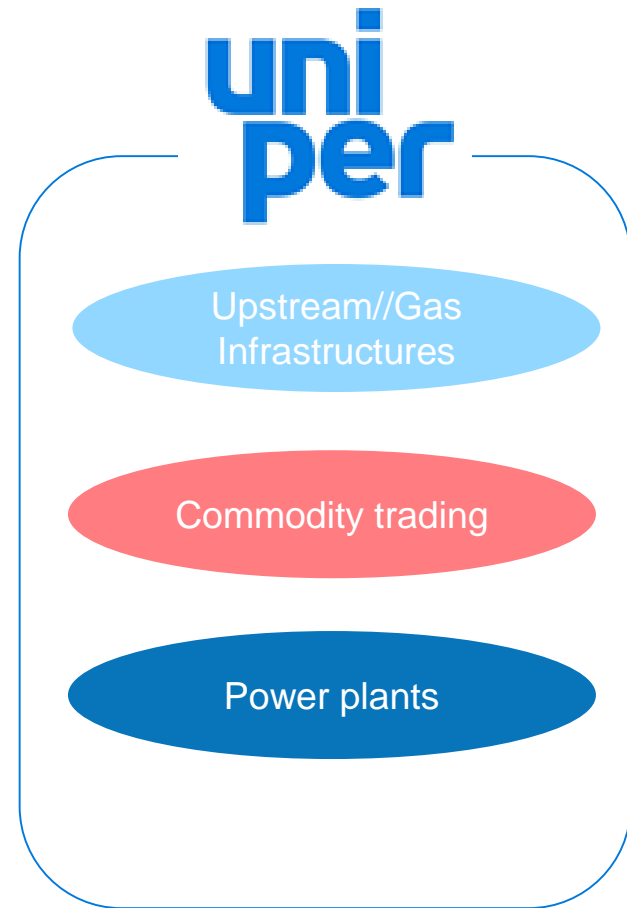 uni
per
Upstream//Gas
Infrastructures
Commodity trading
Power plants